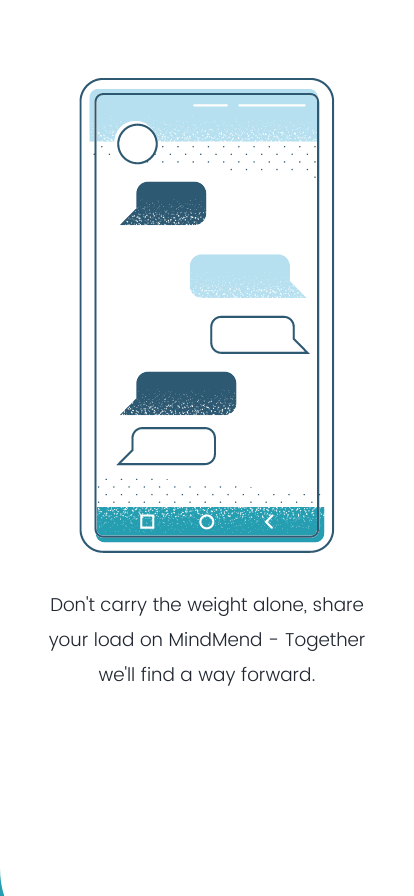 Don't carry the weight alone, share
your load on MindMend - Together
we'll find a way forward.